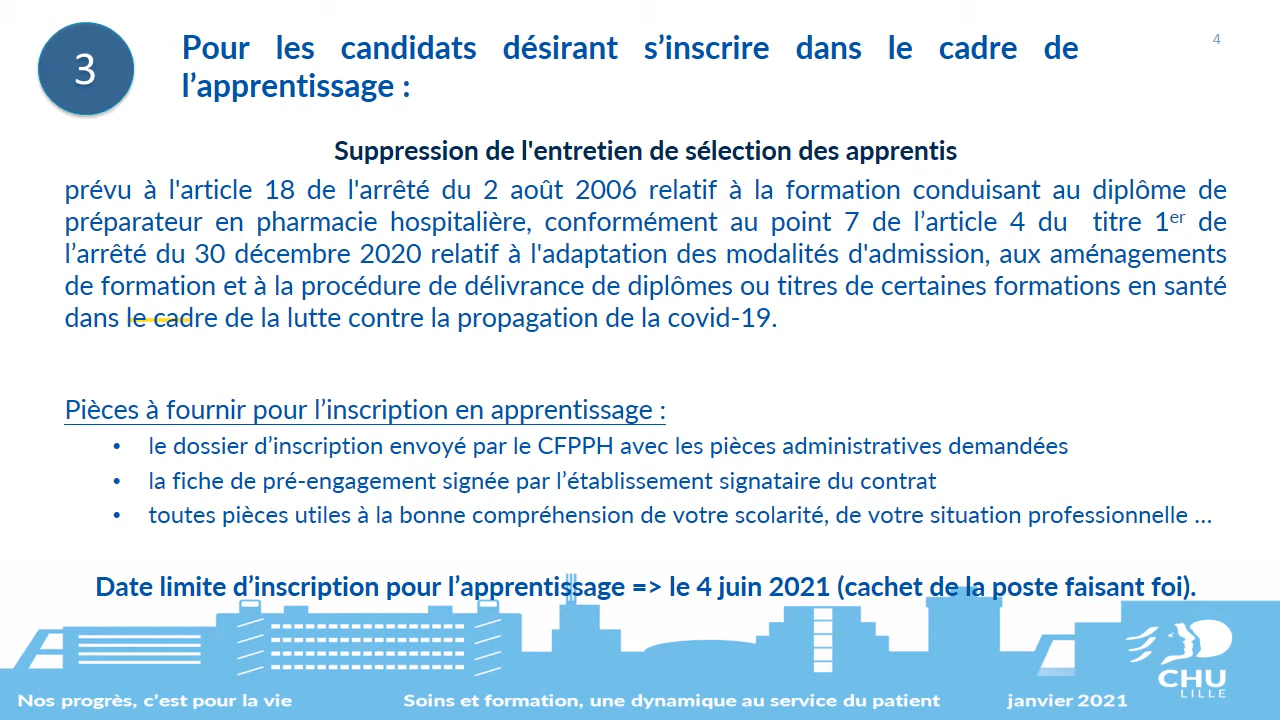 3
Pour les candidats désirant s’inscrire dans le cadre de
l’apprentissage :
4
Suppression de l'entretien de sélection des apprentis
prévu à l'article 18 de l'arrêté du 2 août 2006 relatif à la formation conduisant au diplôme de
préparateur en pharmacie hospitalière, conformément au point 7 de l’article 4 du titre 1er de
l’arrêté du 30 décembre 2020 relatif à l'adaptation des modalités d'admission, aux aménagements
de formation et à la procédure de délivrance de diplômes ou titres de certaines formations en santé
dans le cadre de la lutte contre la propagation de la covid-19.
Pièces à fournir pour l’inscription en apprentissage :
• le dossier d’inscription envoyé par le CFPPH avec les pièces administratives demandées
• la fiche de pré-engagement signée par l’établissement signataire du contrat
• toutes pièces utiles à la bonne compréhension de votre scolarité, de votre situation professionnelle ...
Date limite d’inscription pour l’apprentissage => le 4 juin 2021 (cachet de la poste faisant foi).
CHU
LILLE
Nos progrès, c’est pour la vie
Soins et formation, une dynamique au service du patient
janvier 2021